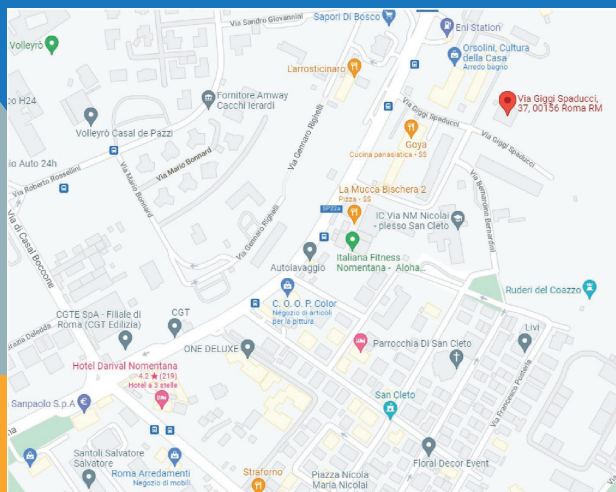 Via Sandro Giovannini
Sapori Di Bosco
Eni Station
Volleyrò
Orsolini, Cultura
della Casa
Arredo bagno
L'arrosticinaro
Via Giggi Spaducci,
37, 00156 Roma RM
co H24
Fornitore Amway
Cacchi Ierardi
Via Giggi Spaducci
Volleyrò Casal de Pazzi
Goya
Cucina panasiatica • $$
Via Giggi Spaducci
Via Gennaro Righelli
Via Mario Bonnard
io Auto 24h
Via Roberto Rossellini
Via Mario Bonnard
La Mucca Bischera 2
Pizza • $$
Via Bernardino Bernardini
SP22a
IC Via NM Nicolai
- plesso San Cleto
Via di Casal Boccone
Via Gennaro Righelli
Italiana Fitness
Nomentana - Aloha...
Autolavaggio
Ruderi del Coazzo
C. O. O. P. Color
Negozio di articoli
per la pittura
CGTE SpA - Filiale di
Roma (CGT Edilizia)
CGT
Livi
Grazia Deledda
ONE DELUXE
Parrocchia Di San Cleto
Hotel Darival Nomentana
4.2 ★ (219)
Hotel a 3 stelle
San Cleto
Sanpaolo S.p.A
Santoli Salvatore
Salvatore
Floral Decor Event
Roma Arredamenti
Negozio di mobili
Straforno
Piazza Nicola
Maria Nicolai